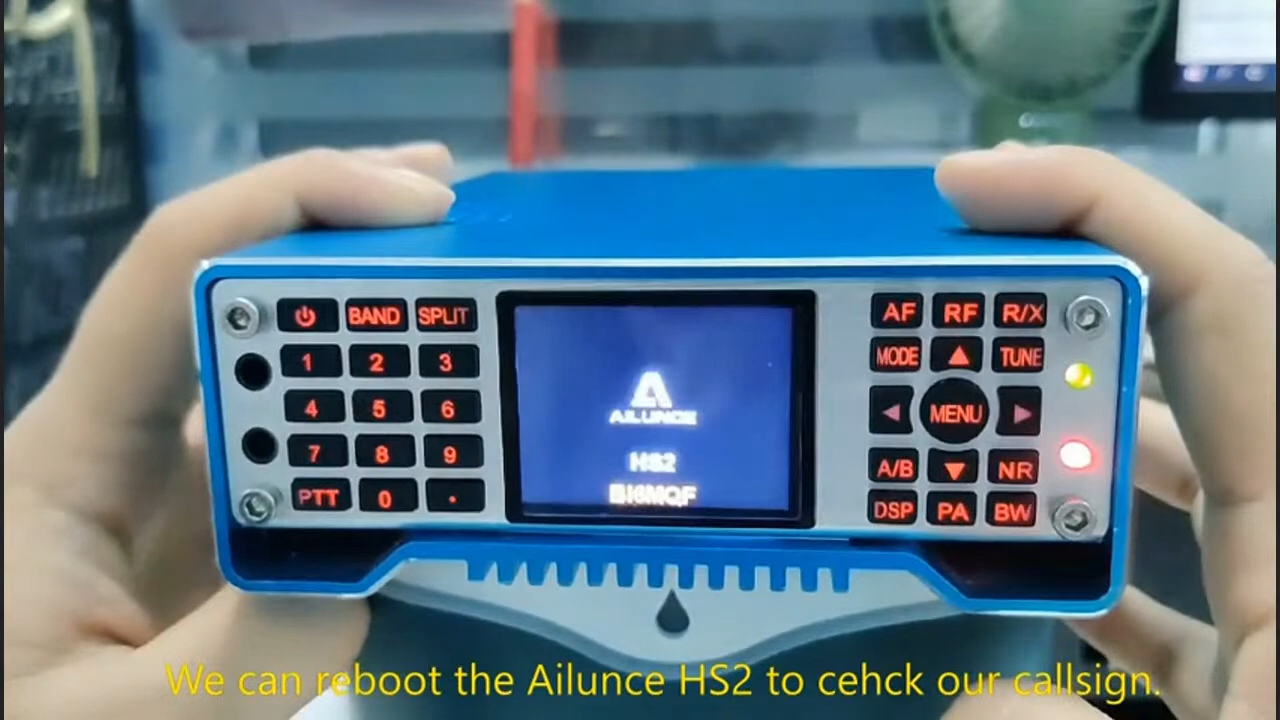 BAND SPLIT
1 2 3
4 5 6
7 8 9
PTT 0 .
A
AILUNCE
HS2
BI6MQF
AF RF R/X
MODE ▲ TUNE
◀ MENU ▶
A/B ▼ NR
DSP PA BW
We can reboot the Ailunce HS2 to cehck our callsign.